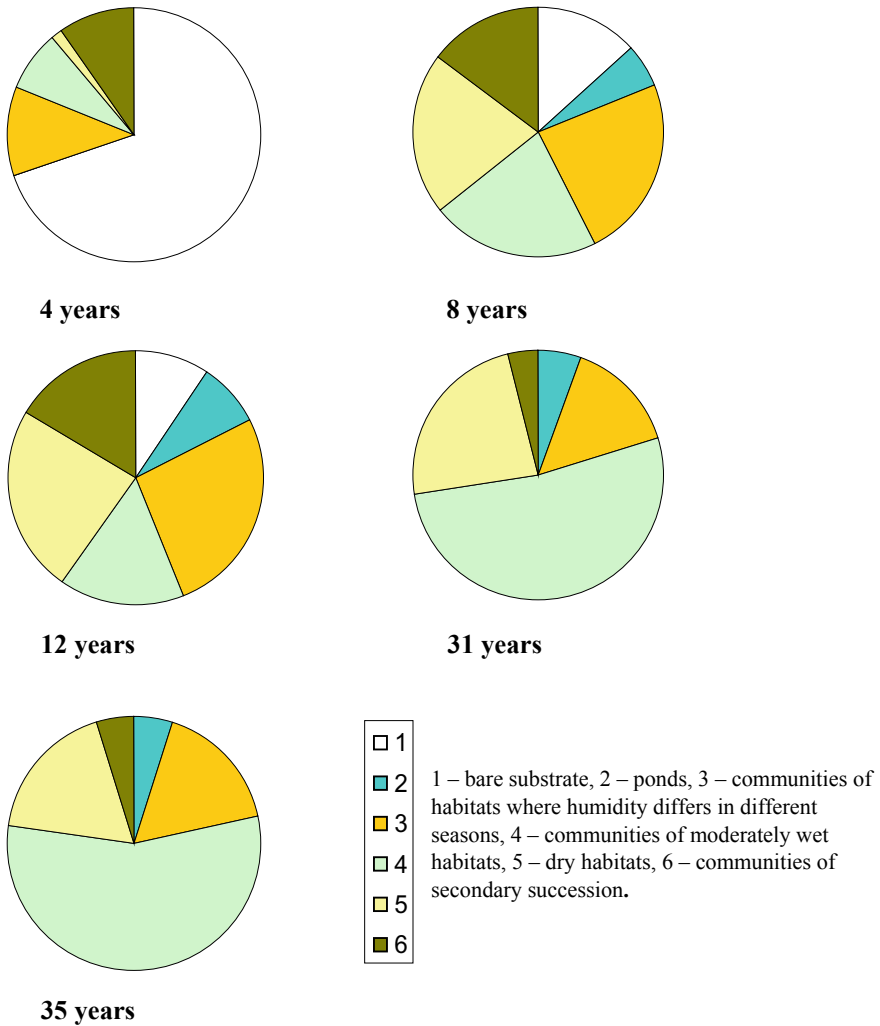 4 years
8 years
12 years
31 years
35 years
1
2
3
4
5
6
1 – bare substrate, 2 – ponds, 3 – communities of
habitats where humidity differs in different
seasons, 4 – communities of moderately wet
habitats, 5 – dry habitats, 6 – communities of
secondary succession.